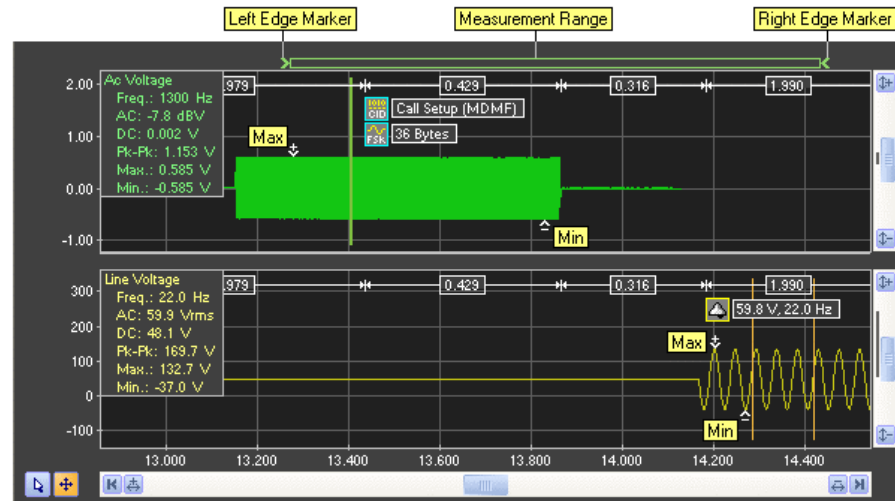 Left Edge Marker Measurement Range Right Edge Marker
2.00
1.00
0.00
-1.00
Ac Voltage
Freq.: 1300 Hz
AC: -7.8 dBV
DC: 0.002 V
Pk-Pk: 1.153 V
Max.: 0.585 V
Min.: -0.585 V
.979 0.429 0.316 1.990
CID Call Setup (MDMF)
FSK 36 Bytes
Max
Min
300
200
100
0
-100
Line Voltage
Freq.: 22.0 Hz
AC: 59.9 Vrms
DC: 48.1 V
Pk-Pk: 169.7 V
Max.: 132.7 V
Min.: -37.0 V
.979 0.429 0.316 1.990
59.8 V, 22.0 Hz
Max
Min
13.000 13.200 13.400 13.600 13.800 14.000 14.200 14.400